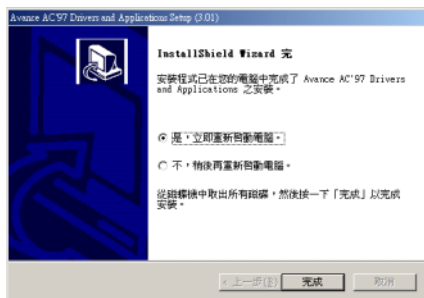 Avance AC'97 Drivers and Applications Setup (3.01)
InstallShield Wizard 完
安裝程式已在您的電腦中完成了 Avance AC'97 Drivers
and Applications 之安裝。
是，立即重新啓動電腦。
不，稍後再重新啓動電腦。
從磁碟機中取出所有磁碟，然後按一下「完成」以完成
安裝。
< 上一步(B) 完成 取消